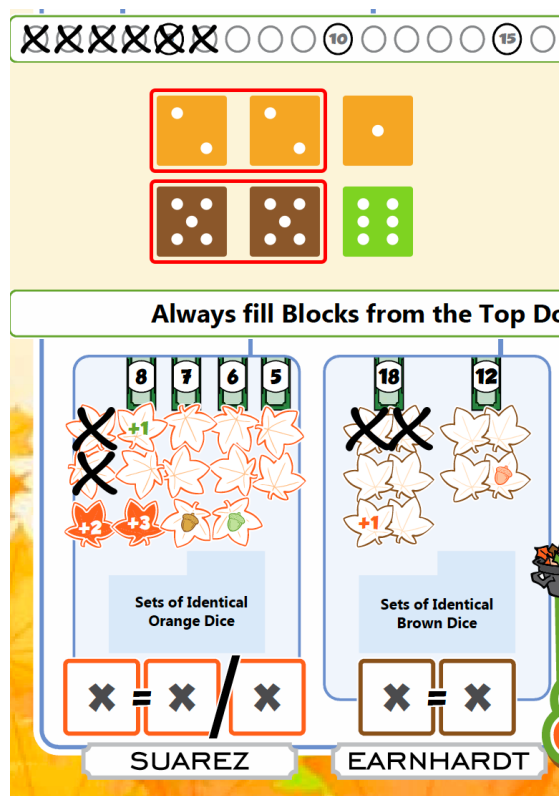 10 15
Always fill Blocks from the Top Do
8 7 6 5 18 12
+1
+2 +3 +1
Sets of Identical
Orange Dice
Sets of Identical
Brown Dice
= / =
SUAREZ EARNHARDT